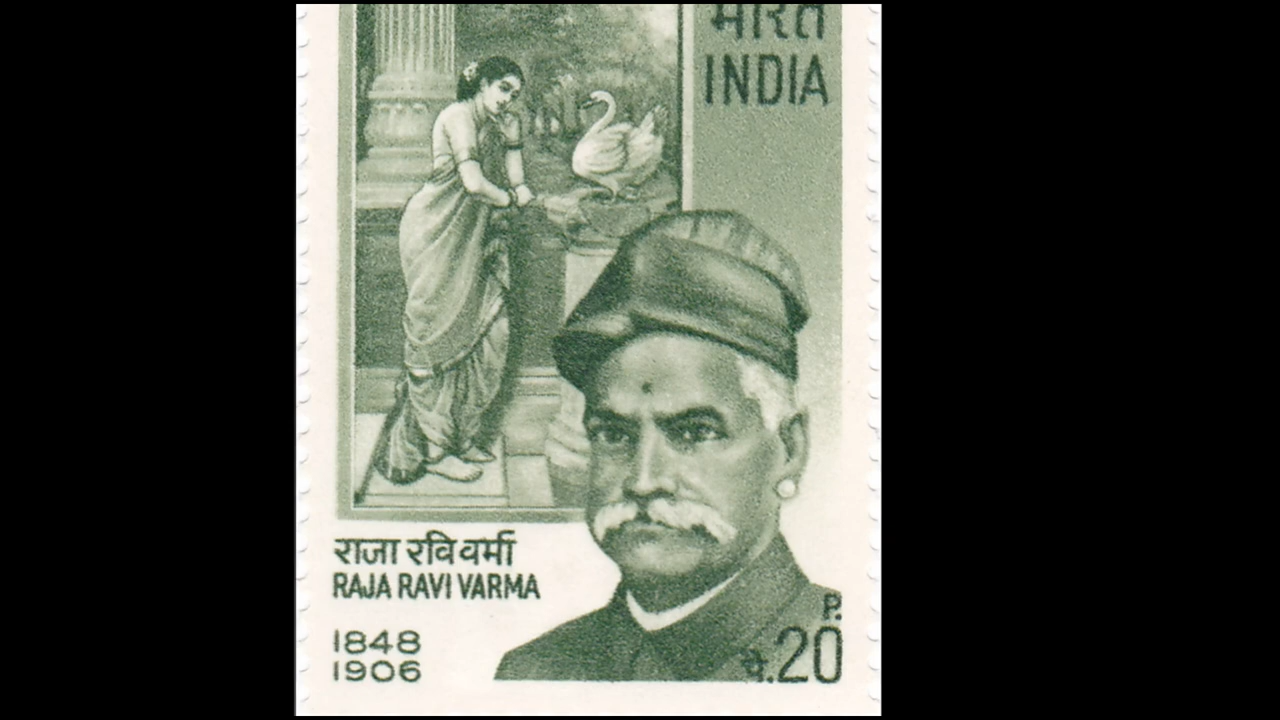 भारत
INDIA
राजा रवि वर्मा
RAJA RAVI VARMA
1848
1906
P.
पै.20